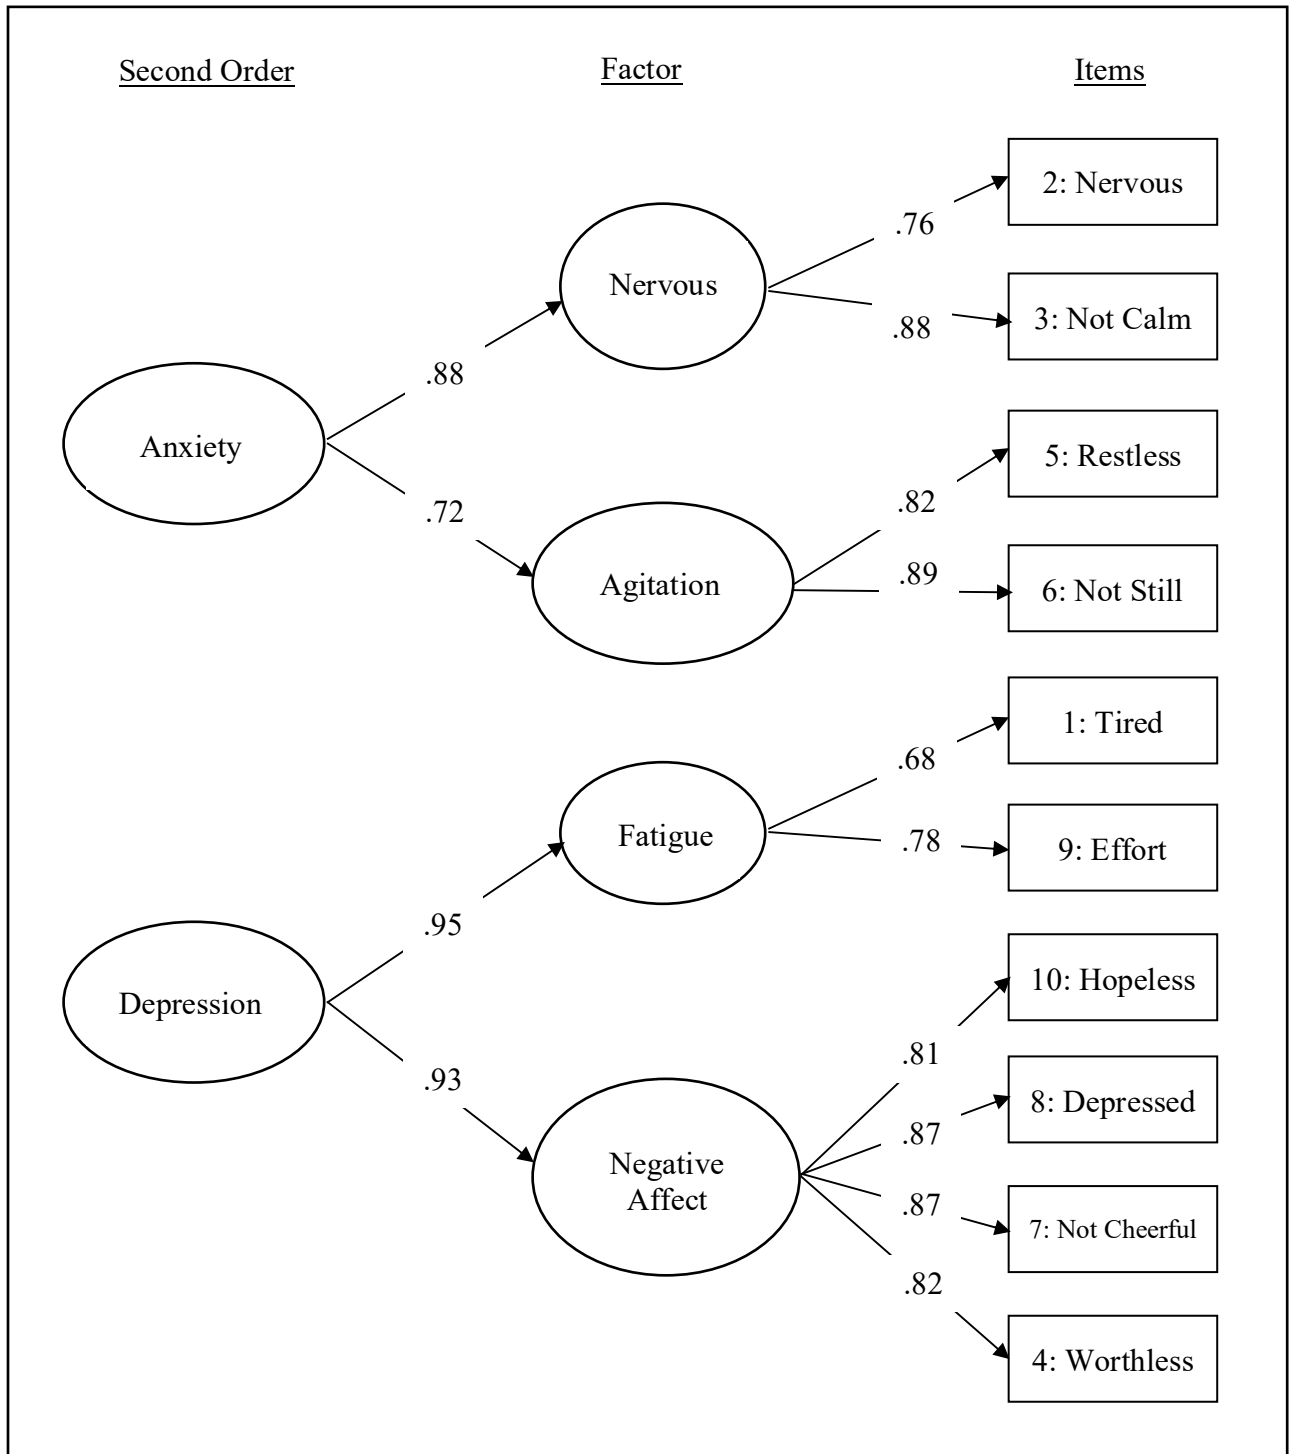 Second Order
Factor
Items
2: Nervous
.76
Nervous
3: Not Calm
.88
.88
Anxiety
5: Restless
.82
.72
Agitation
.89
6: Not Still
1: Tired
.68
Fatigue
.78
9: Effort
.95
Depression
10: Hopeless
.81
.93
8: Depressed
.87
Negative
Affect
.87
7: Not Cheerful
.82
4: Worthless